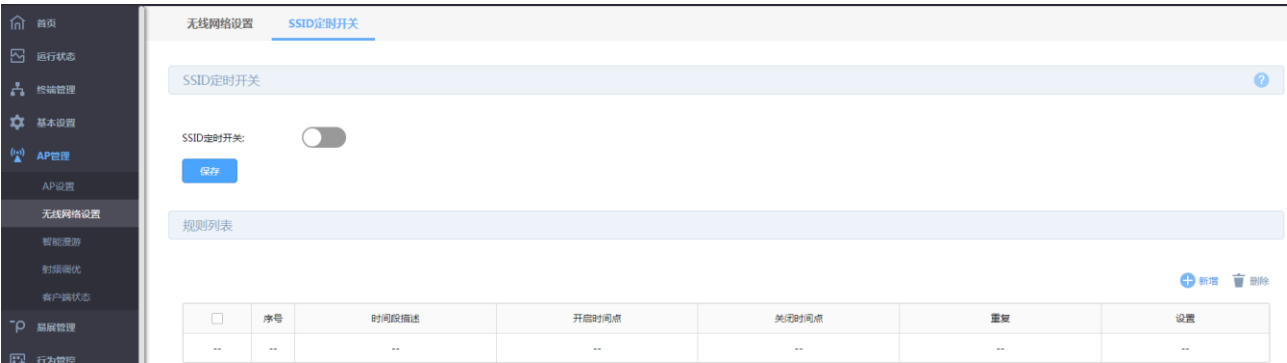 首页
运行状态
终端管理
基本设置
AP管理
AP设置
无线网络设置
智能漫游
射频调优
客户端状态
易展管理
行为管控
无线网络设置 SSID定时开关
SSID定时开关 ?
SSID定时开关:
保存
规则列表
新增 删除
序号 时间段描述 开启时间点 关闭时间点 重复 设置
-- -- -- -- -- -- --